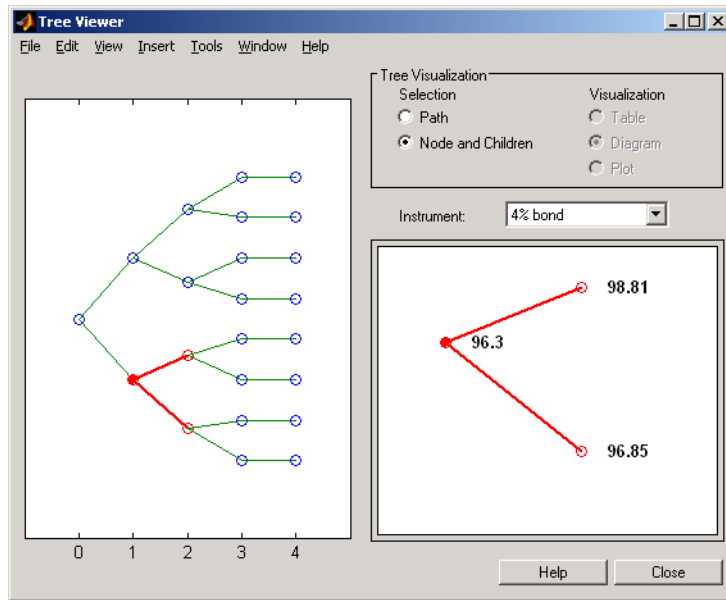 Tree Viewer
File Edit View Insert Tools Window Help
Tree Visualization
Selection
Visualization
Path
Table
Node and Children
Diagram
Plot
Instrument:
4% bond
98.81
96.3
96.85
0 1 2 3 4
Help
Close